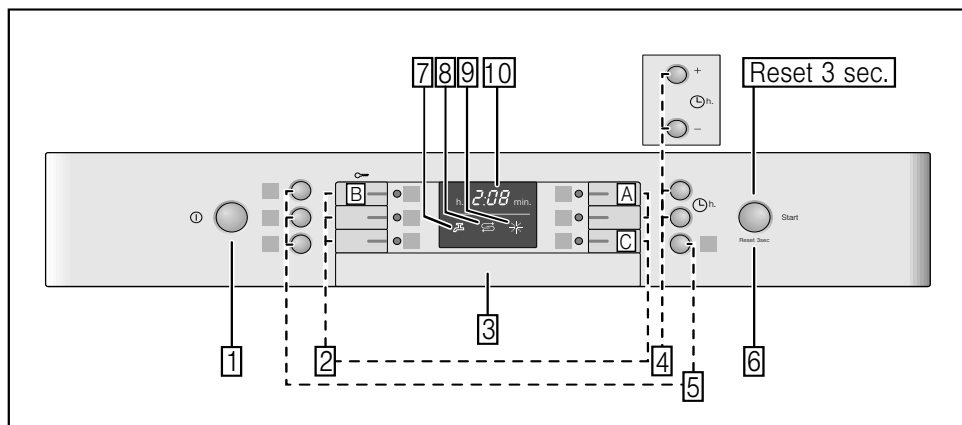 +
h.
−
7 8 9 10
Reset 3 sec.
B
h. 2:08 min.
A
h.
Start
C
Reset 3sec
3
1
2
4
5
6